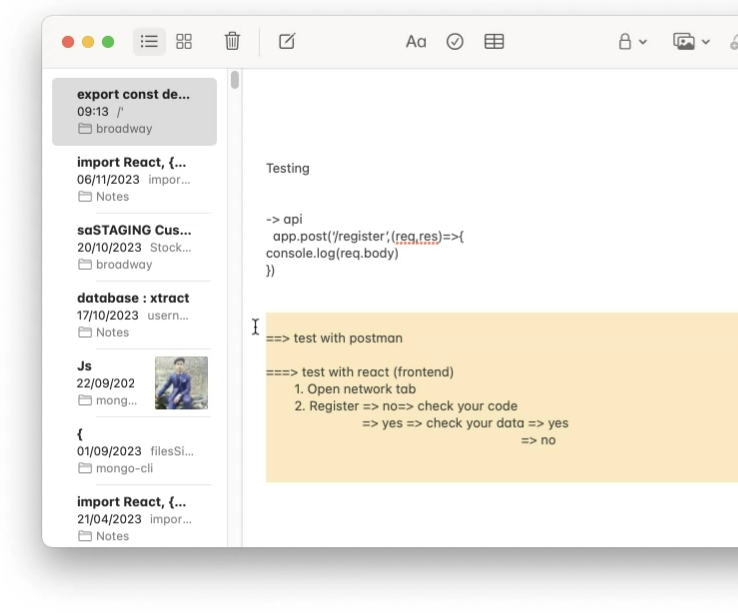 Aa
export const de...
09:13 /'
broadway
import React, {...
06/11/2023 impor...
Notes
saSTAGING Cus...
20/10/2023 Stock...
broadway
database : xtract
17/10/2023 usern...
Notes
Js
22/09/202
mong...
{
01/09/2023 filesSi...
mongo-cli
import React, {...
21/04/2023 impor...
Notes
Testing
-> api
app.post('/register',(req,res)=>{
console.log(req.body)
})
==> test with postman
===> test with react (frontend)
1. Open network tab
2. Register => no=> check your code
=> yes => check your data => yes
=> no